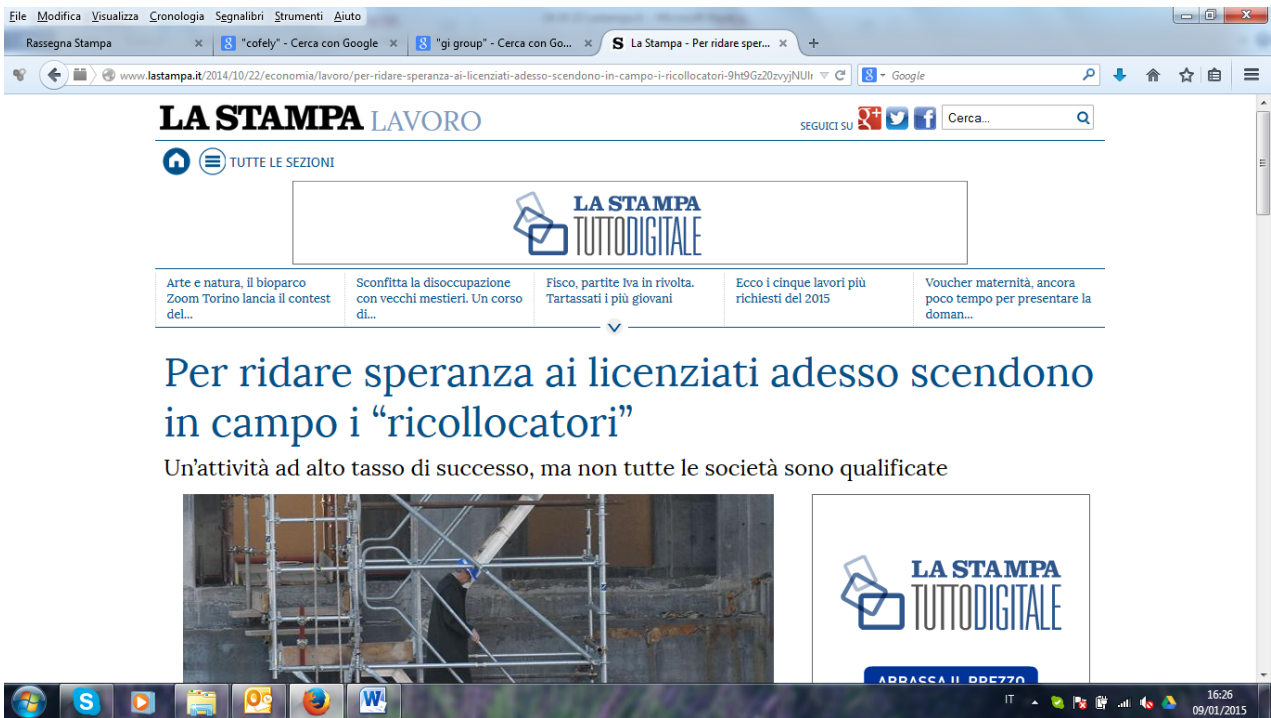 File Modifica Visualizza Cronologia Segnalibri Strumenti Aiuto
Rassegna Stampa
"cofely" - Cerca con Google
"gi group" - Cerca con Go...
S La Stampa - Per ridare sper...
www.lastampa.it/2014/10/22/economia/lavoro/per-ridare-speranza-ai-licenziati-adesso-scendono-in-campo-i-ricollocatori-9ht9Gz20zvyjNUIr
Google
LA STAMPA LAVORO
SEGUICI SU
Cerca...
TUTTE LE SEZIONI
LA STAMPA
TUTTODIGITALE
Arte e natura, il bioparco
Zoom Torino lancia il contest
del...
Sconfitta la disoccupazione
con vecchi mestieri. Un corso
di...
Fisco, partite Iva in rivolta.
Tartassati i più giovani
Ecco i cinque lavori più
richiesti del 2015
Voucher maternità, ancora
poco tempo per presentare la
doman...
Per ridare speranza ai licenziati adesso scendono
in campo i “ricollocatori”
Un’attività ad alto tasso di successo, ma non tutte le società sono qualificate
LA STAMPA
TUTTODIGITALE
ABBASSA IL PREZZO
IT
16:26
09/01/2015